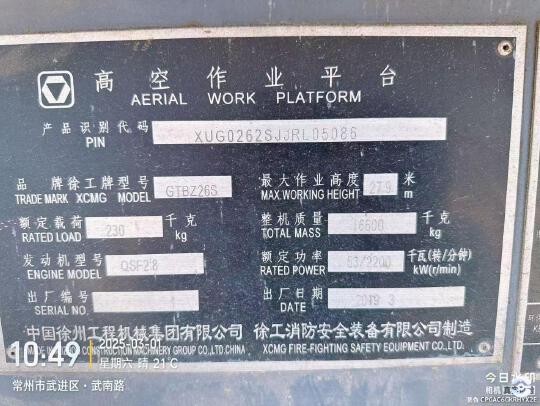 高空作业平台
AERIAL WORK PLATFORM
产品识别代码
PIN
XUG0262SJJRL05086
品牌徐工牌型号 GTBZ26S 最大作业高度 27.9 米
TRADE MARK XCMG MODEL MAX.WORKING HEIGHT m
额定载荷 230 千克 整机质量 16600 千克
RATED LOAD kg TOTAL MASS kg
发动机型号 QSF2.8 额定功率 53/2200 千瓦(转/分钟)
ENGINE MODEL RATED POWER kW(r/min)
出厂编号 出厂日期 2019 3
SERIAL NO. DATE
中国徐州工程机械集团有限公司 徐工消防安全装备有限公司制造
CONSTRUCTION MACHINERY GROUP CO.,LTD.CHINA XCMG FIRE-FIGHTING SAFETY EQUIPMENT CO.,LTD.
10:49
2025-03-01
星期六 晴 21℃
常州市武进区·武南路
今日水印
相机